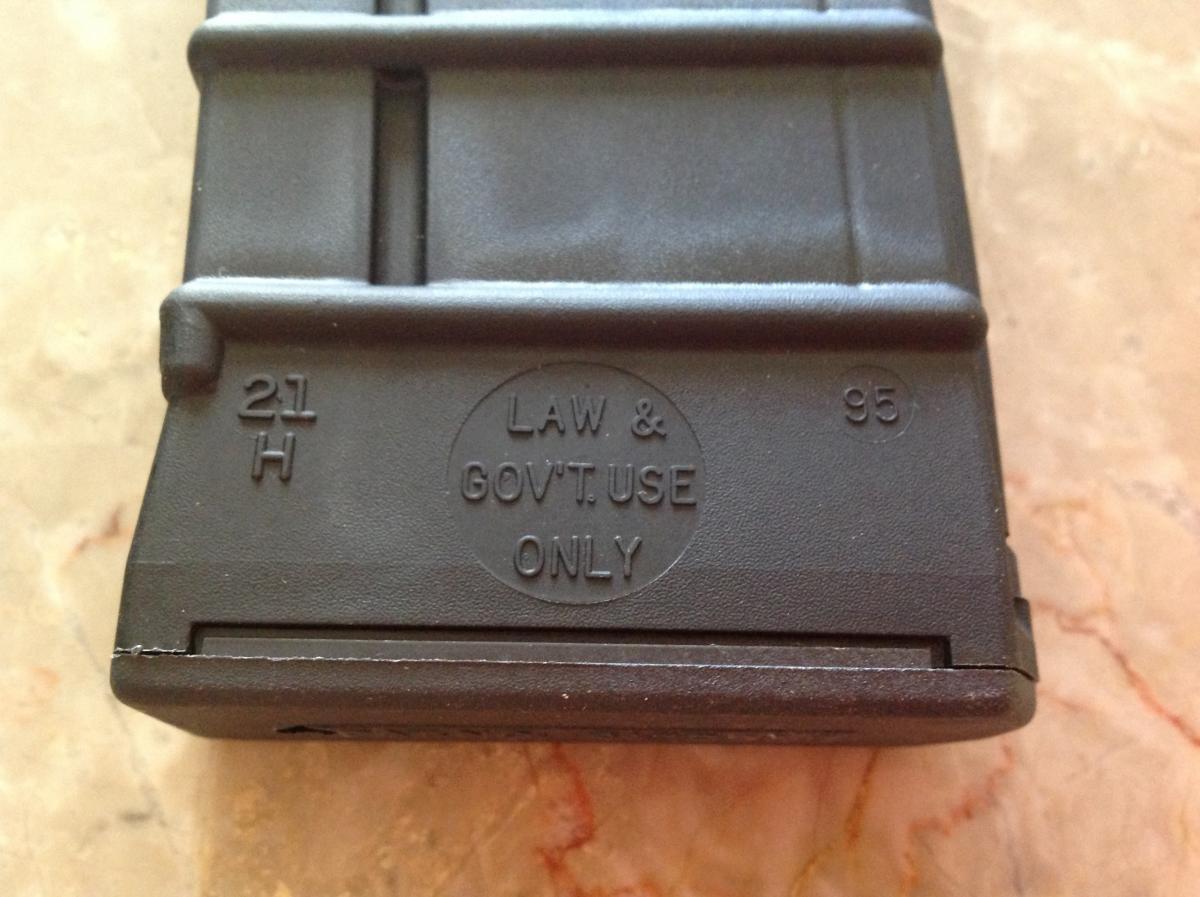 21
H
LAW &
GOV'T. USE
ONLY
95